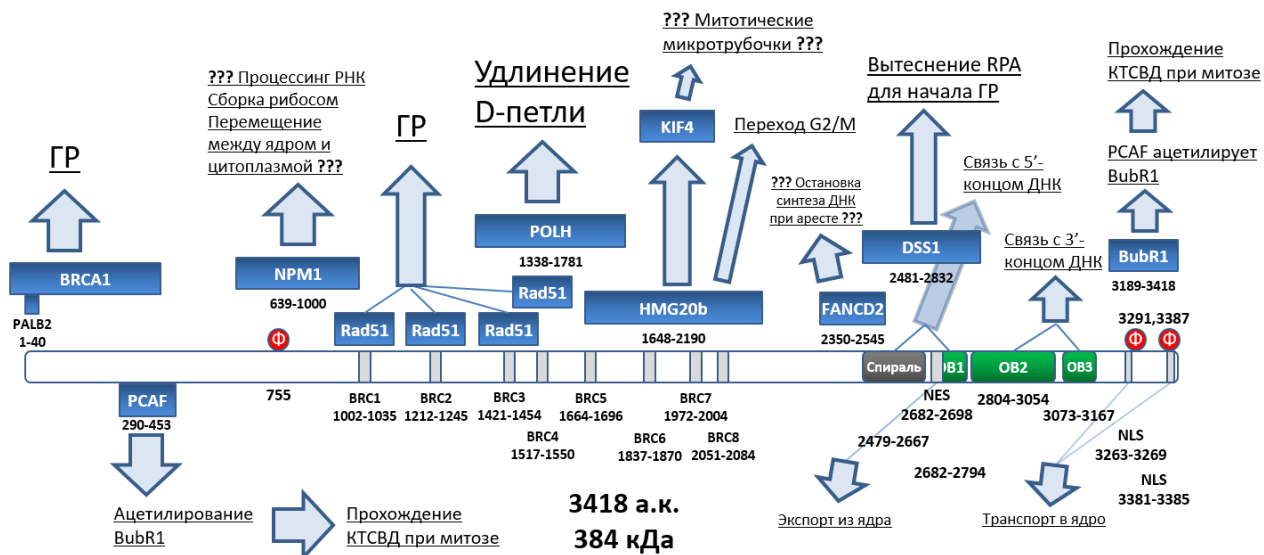 ??? Митотические
микротрубочки ???
Прохождение
КТСВД при митозе
Вытеснение RPA
для начала ГР
Удлинение
D-петли
??? Процессинг РНК
Сборка рибосом
Перемещение
между ядром и
цитоплазмой ???
ГР
ГР
KIF4
Переход G2/M
PCAF ацетилирует
BubR1
Связь с 5’-
концом ДНК
??? Остановка
синтеза ДНК
при аресте ???
POLH
1338-1781
DSS1
2481-2832
Связь с 3’-
концом ДНК
BubR1
3189-3418
BRCA1
NPM1
639-1000
Rad51
HMG20b
1648-2190
FANCD2
2350-2545
PALB2
1-40
Rad51
Rad51
Rad51
3291,3387
Ф
Ф
Ф
Спираль
OB1
OB2
OB3
PCAF
290-453
755
BRC1
1002-1035
BRC2
1212-1245
BRC3
1421-1454
BRC4
1517-1550
BRC5
1664-1696
BRC6
1837-1870
BRC7
1972-2004
BRC8
2051-2084
NES
2682-2698
2804-3054
3073-3167
2479-2667
2682-2794
NLS
3263-3269
NLS
3381-3385
Ацетилирование
BubR1
Прохождение
КТСВД при митозе
3418 а.к.
384 кДа
Экспорт из ядра
Транспорт в ядро